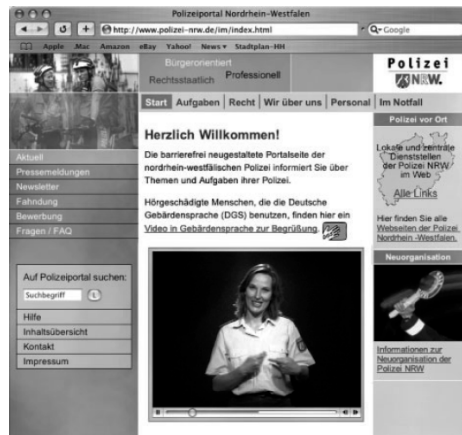 Polizeiportal Nordrhein-Westfalen
http://www.polizei-nrw.de/im/index.html
Google
Apple .Mac Amazon eBay Yahoo! News Stadtplan-HH
Bürgerorientiert
Rechtsstaatlich Professionell
Polizei
NRW.
Start Aufgaben Recht Wir über uns Personal Im Notfall
Aktuell
Pressemeldungen
Newsletter
Fahndung
Bewerbung
Fragen / FAQ
Auf Polizeiportal suchen:
Suchbegriff
Hilfe
Inhaltsübersicht
Kontakt
Impressum
Herzlich Willkommen!
Die barrierefrei neugestaltete Portalseite der
nordrhein-westfälischen Polizei informiert Sie über
Themen und Aufgaben ihrer Polizei.
Hörgeschädigte Menschen, die die Deutsche
Gebärdensprache (DGS) benutzen, finden hier ein
Video in Gebärdensprache zur Begrüßung.
Polizei vor Ort
Lokale und zentrale
Dienststellen
der Polizei NRW
im Web
Alle Links
Hier finden Sie alle
Webseiten der Polizei
Nordrhein -Westfalen.
Neuorganisation
Informationen zur
Neuorganisation der
Polizei NRW